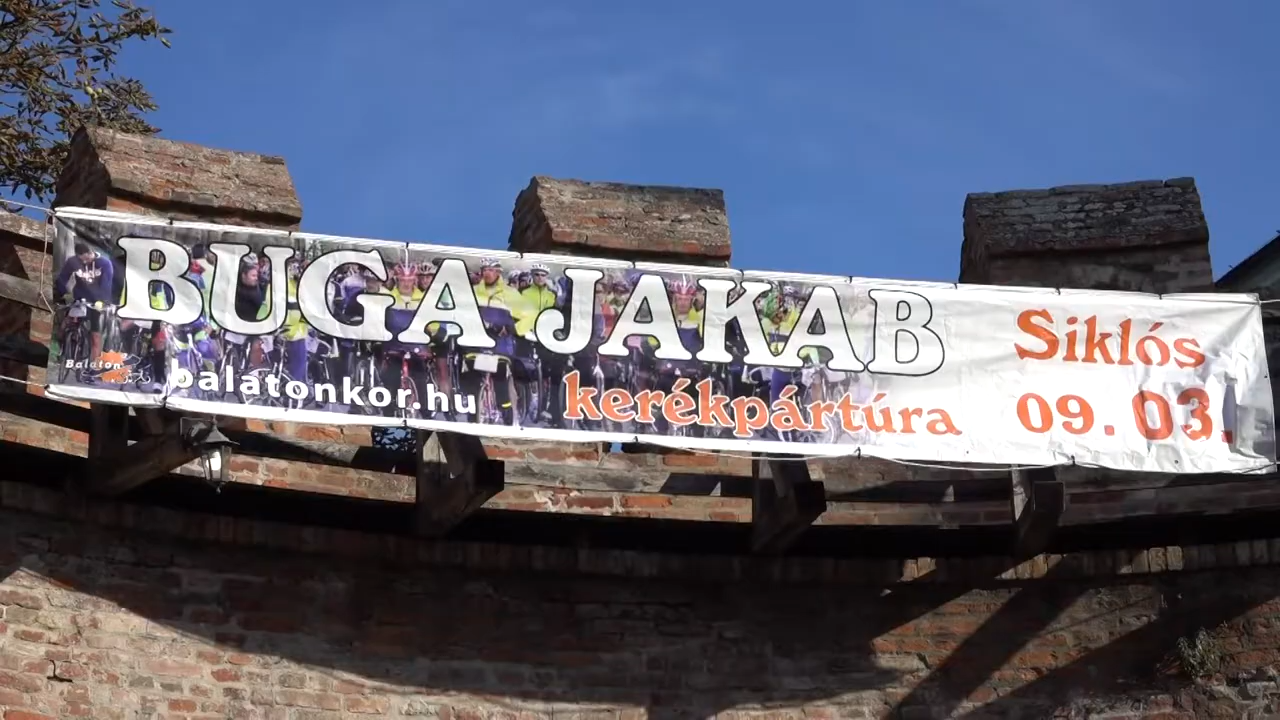 BUGA JAKAB
Balaton
balatonkor.hu
kerékpártúra
Siklós
09. 03.